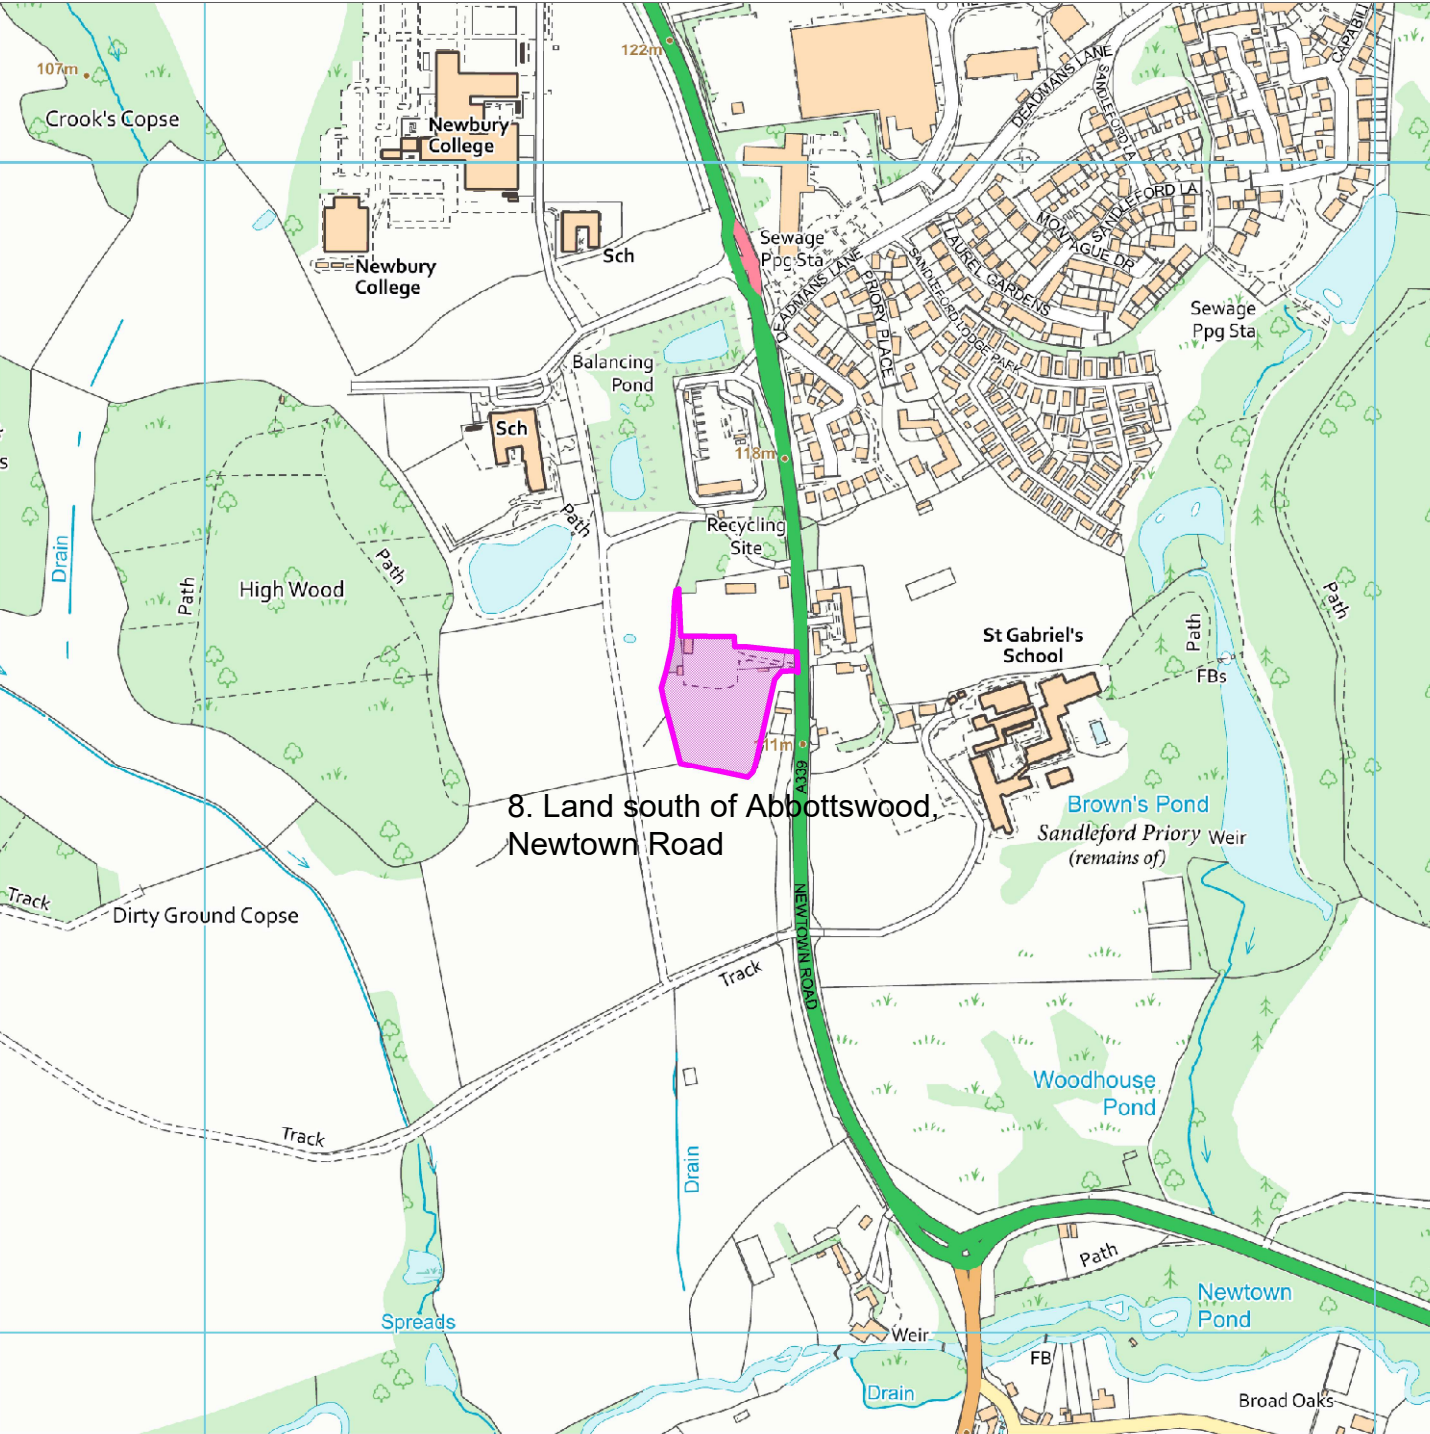 122m
107m
Crook's Copse
Newbury
College
DEADMANS LANE
SANDLEFORD LA
CAPABILI
Newbury
College
Sch
Sewage
Ppg Sta
DEADMANS LANE
PRIORY PLACE
SANDLEFORD LODGE PARK
LAUREL GARDENS
MONTAGUE DR
SANDLEFORD LA
Sewage
Ppg Sta
Balancing
Pond
Sch
118m
Path
Recycling
Site
Drain
Path
High Wood
Path
St Gabriel's
School
Path
FBs
Path
11m
A339
8. Land south of Abbottswood,
Newtown Road
Brown's Pond
Sandleford Priory
(remains of)
Weir
Track
Dirty Ground Copse
NEWTOWN ROAD
Track
Woodhouse
Pond
Track
Drain
Path
Newtown
Pond
Spreads
Weir
FB
Drain
Broad Oaks